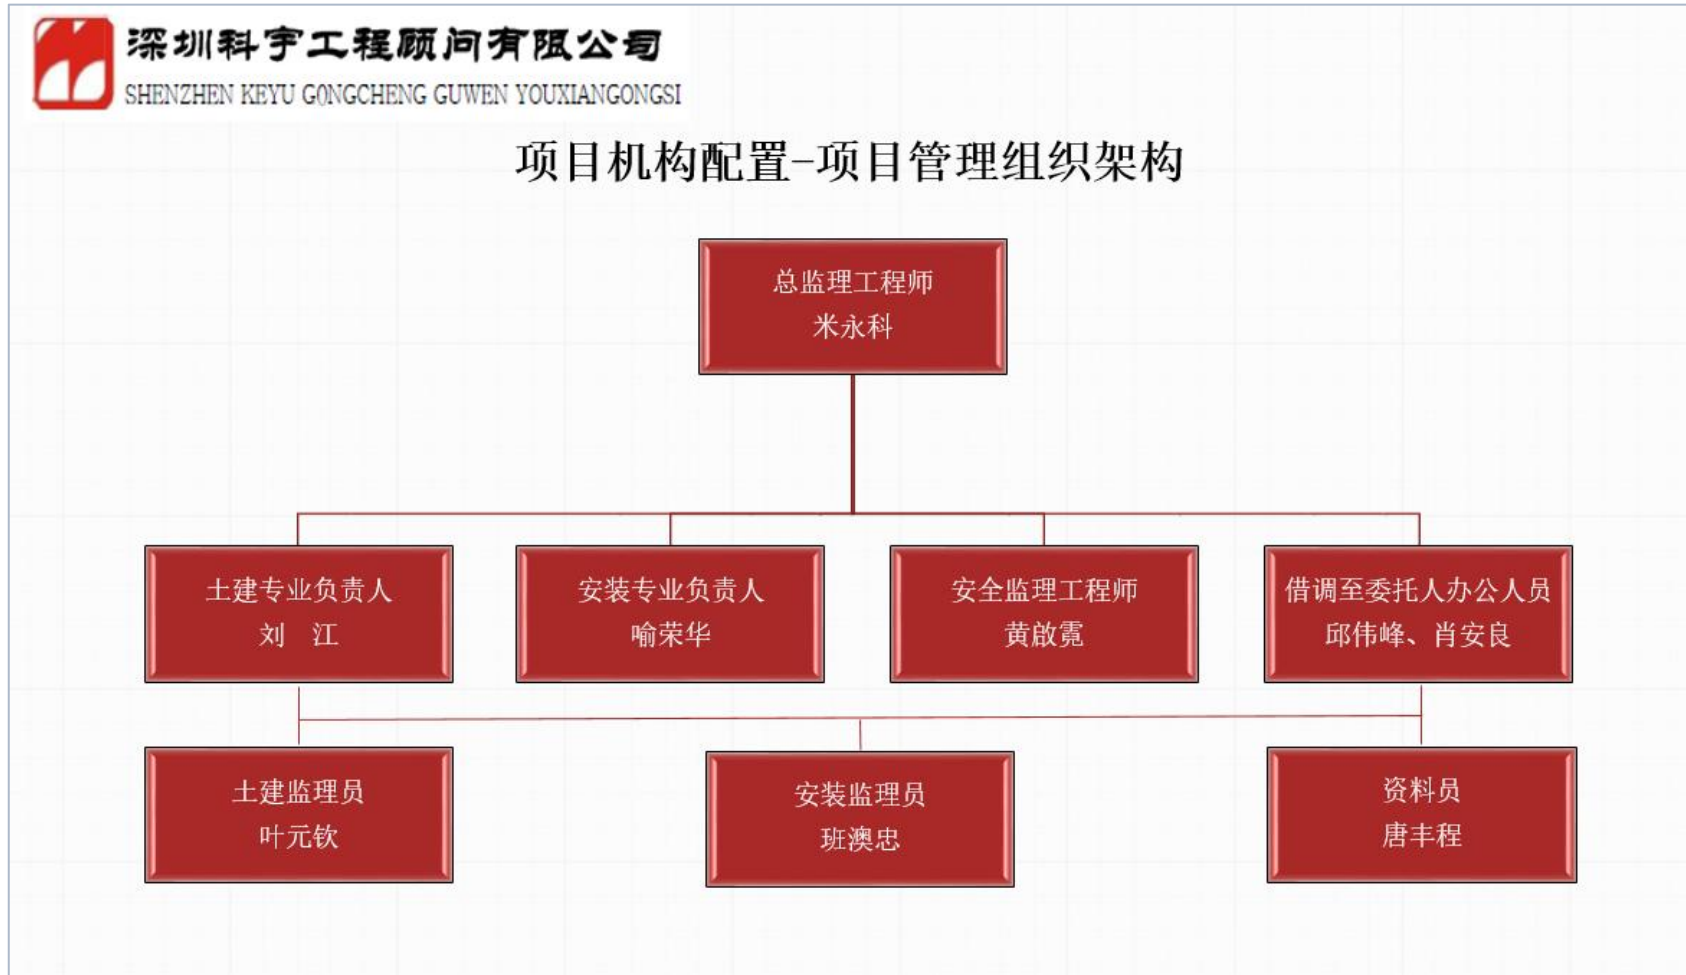 深圳科宇工程顾问有限公司
SHENZHEN KEYU GONGCHENG GUWEN YOUXIANGONGSI
项目机构配置-项目管理组织架构
总监理工程师
米永科
土建专业负责人
刘 江
安装专业负责人
喻荣华
安全监理工程师
黄啟霓
借调至委托人办公人员
邱伟峰、肖安良
土建监理员
叶元钦
安装监理员
班澳忠
资料员
唐丰程